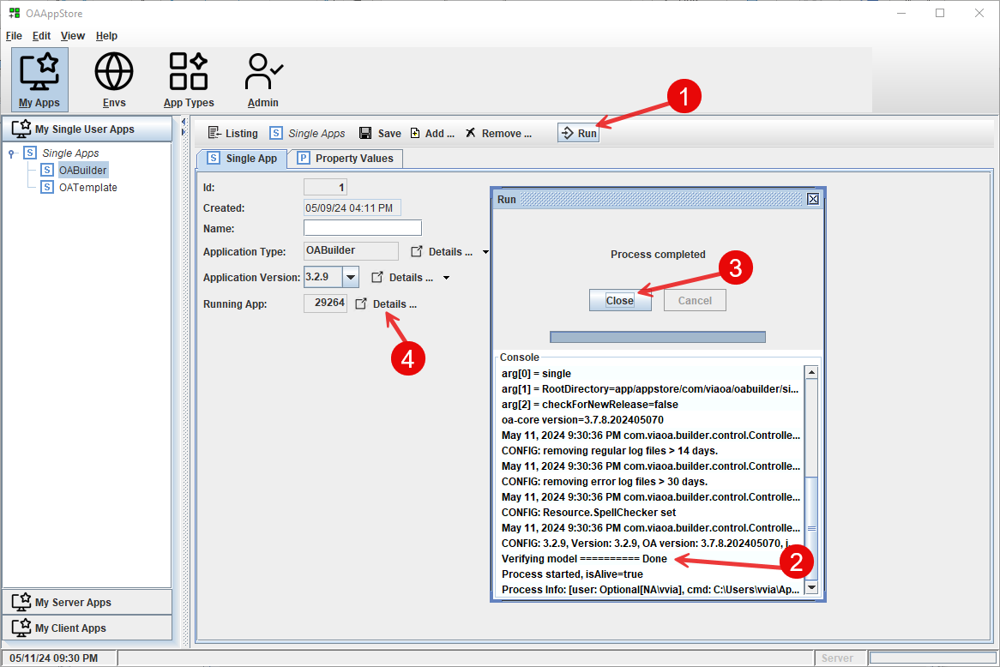 OAAppStore
File Edit View Help
My Apps Envs App Types Admin
My Single User Apps
Single Apps
OABuilder
OATemplate
My Server Apps
My Client Apps
Listing S Single Apps Save Add ... Remove ... Run
1
S Single App P Property Values
Id: 1
Created: 05/09/24 04:11 PM
Name:
Application Type: OABuilder Details ...
Application Version: 3.2.9 Details ...
Running App: 29264 Details ...
4
Run
Process completed
3
Close Cancel
Console
arg[0] = single
arg[1] = RootDirectory=app/appstore/com/viaoa/oabuilder/si...
arg[2] = checkForNewRelease=false
oa-core version=3.7.8.202405070
May 11, 2024 9:30:36 PM com.viaoa.builder.control.Controlle...
CONFIG: removing regular log files > 14 days.
May 11, 2024 9:30:36 PM com.viaoa.builder.control.Controlle...
CONFIG: removing error log files > 30 days.
May 11, 2024 9:30:36 PM com.viaoa.builder.control.Controlle...
CONFIG: Resource.SpellChecker set
May 11, 2024 9:30:36 PM com.viaoa.builder.control.Controlle...
CONFIG: 3.2.9, Version: 3.2.9, OA version: 3.7.8.202405070, j...
Verifying model ========== Done
2
Process started, isAlive=true
Process Info: [user: Optional[NA\vvia], cmd: C:\Users\vvia\Ap...
05/11/24 09:30 PM Server